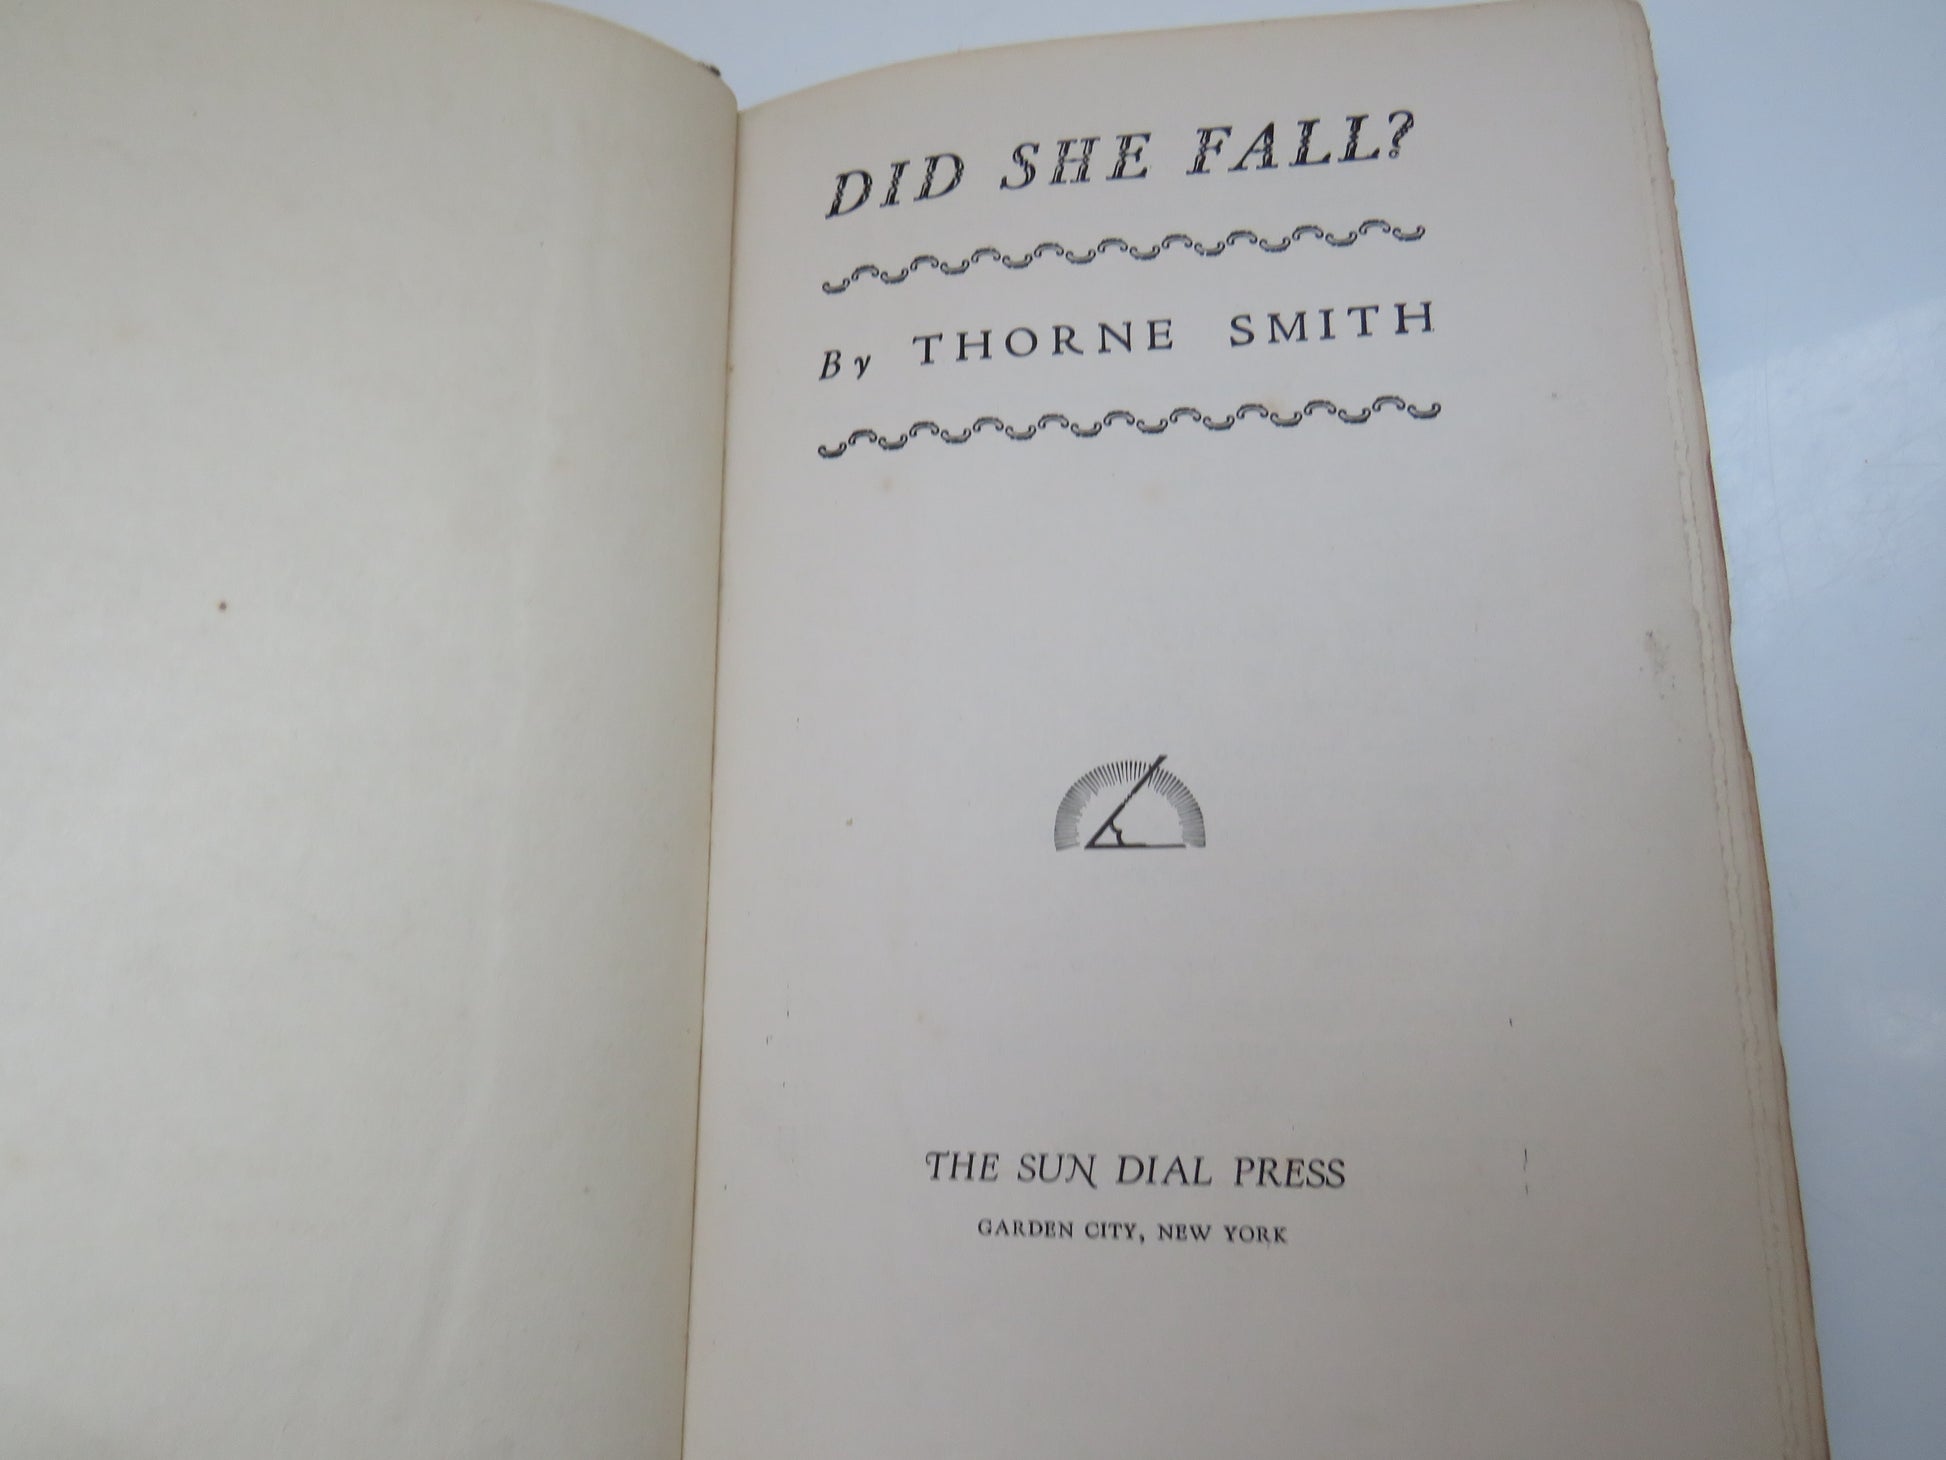 DID SHE FALL?
By THORNE SMITH
THE SUN DIAL PRESS
GARDEN CITY, NEW YORK